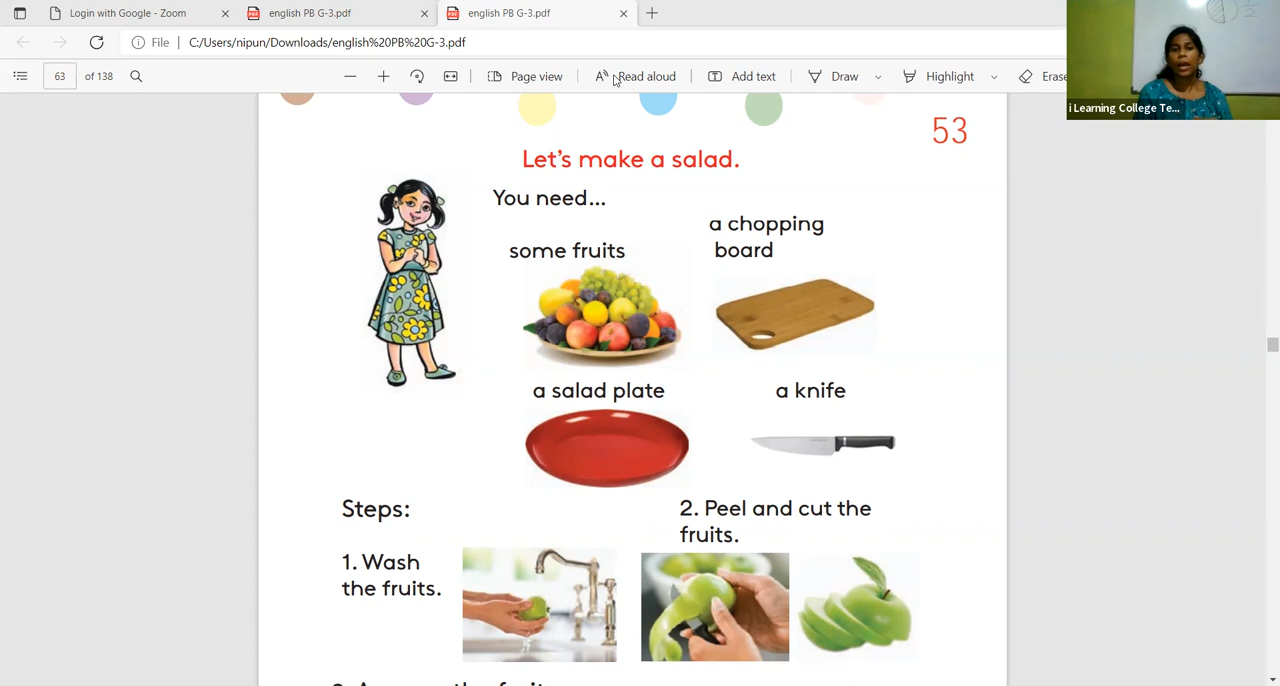 Login with Google - Zoom
english PB G-3.pdf
english PB G-3.pdf
File
C:/Users/nipun/Downloads/english%20PB%20G-3.pdf
63 of 138
Page view
Read aloud
Add text
Draw
Highlight
Erase
i Learning College Te...
53
Let's make a salad.
You need...
some fruits
a chopping
board
a salad plate
a knife
Steps:
1. Wash
the fruits.
2. Peel and cut the
fruits.